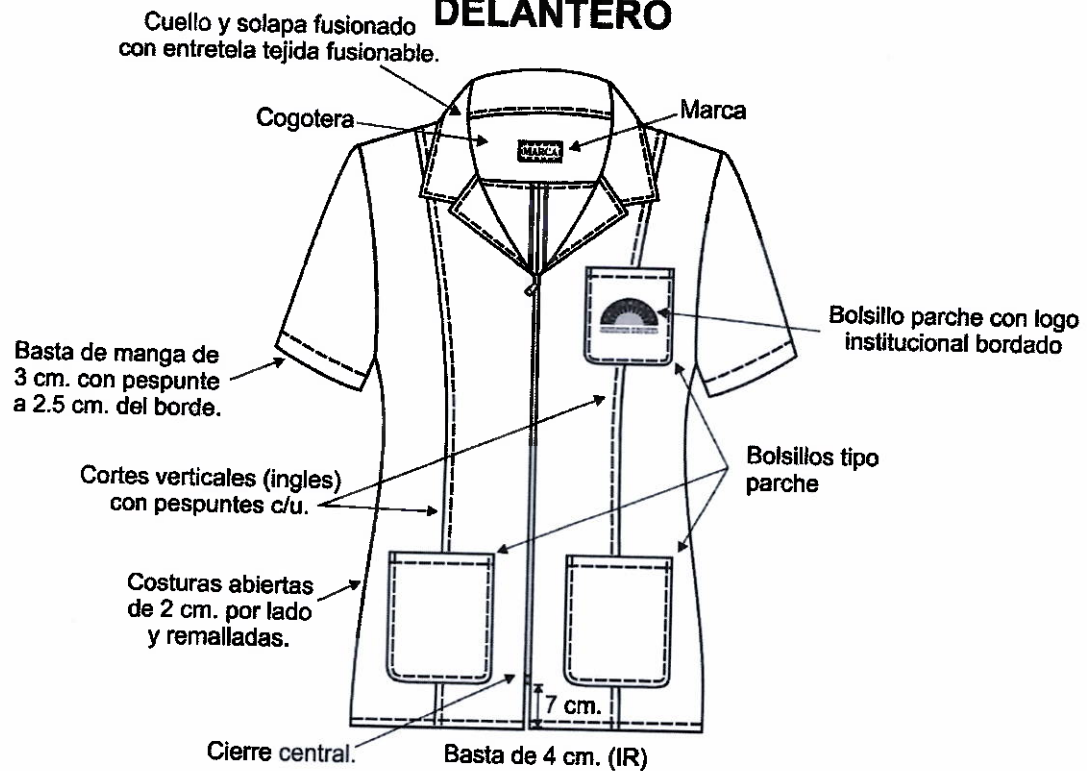 DELANTERO
Cuello y solapa fusionado
con entretela tejida fusionable.
Cogotera
Marca
MARCA
Bolsillo parche con logo
institucional bordado
Basta de manga de
3 cm. con pespunte
a 2.5 cm. del borde.
Bolsillos tipo
parche
Cortes verticales (ingles)
con pespuntes c/u.
Costuras abiertas
de 2 cm. por lado
y remalladas.
7 cm.
Cierre central.
Basta de 4 cm. (IR)